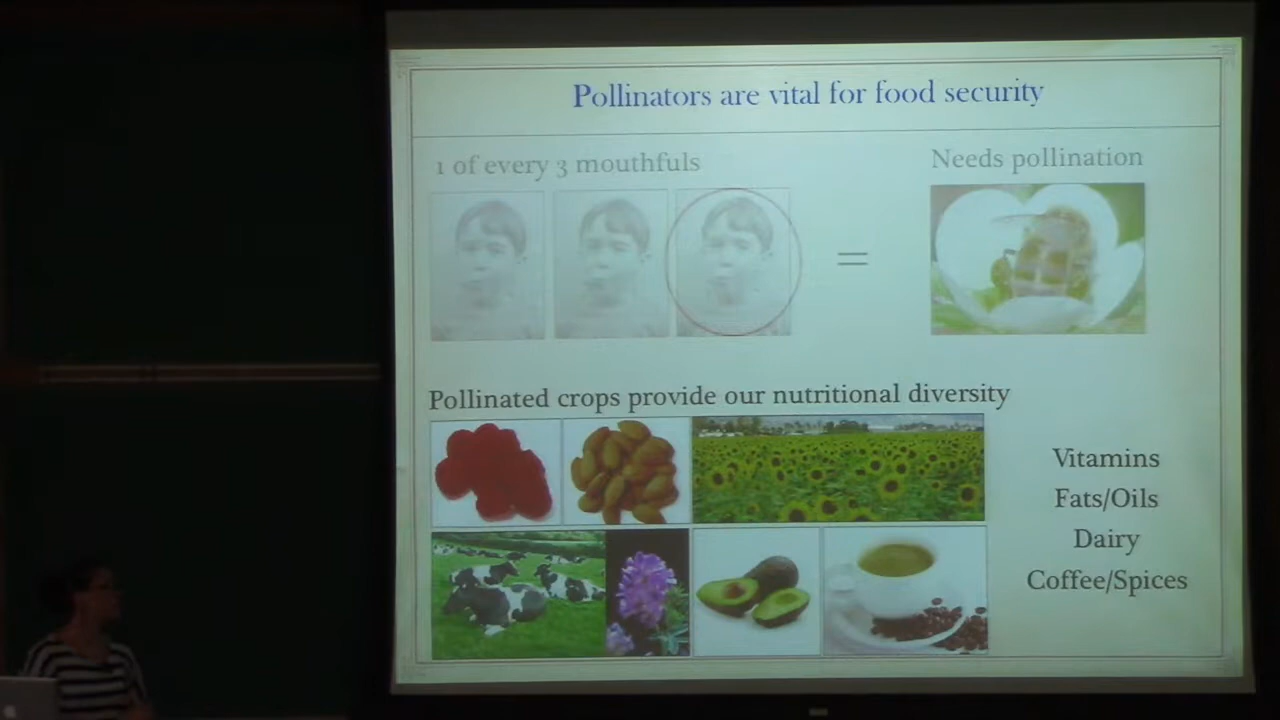 Pollinators are vital for food security
1 of every 3 mouthfuls
Needs pollination
=
Pollinated crops provide our nutritional diversity
Vitamins
Fats/Oils
Dairy
Coffee/Spices